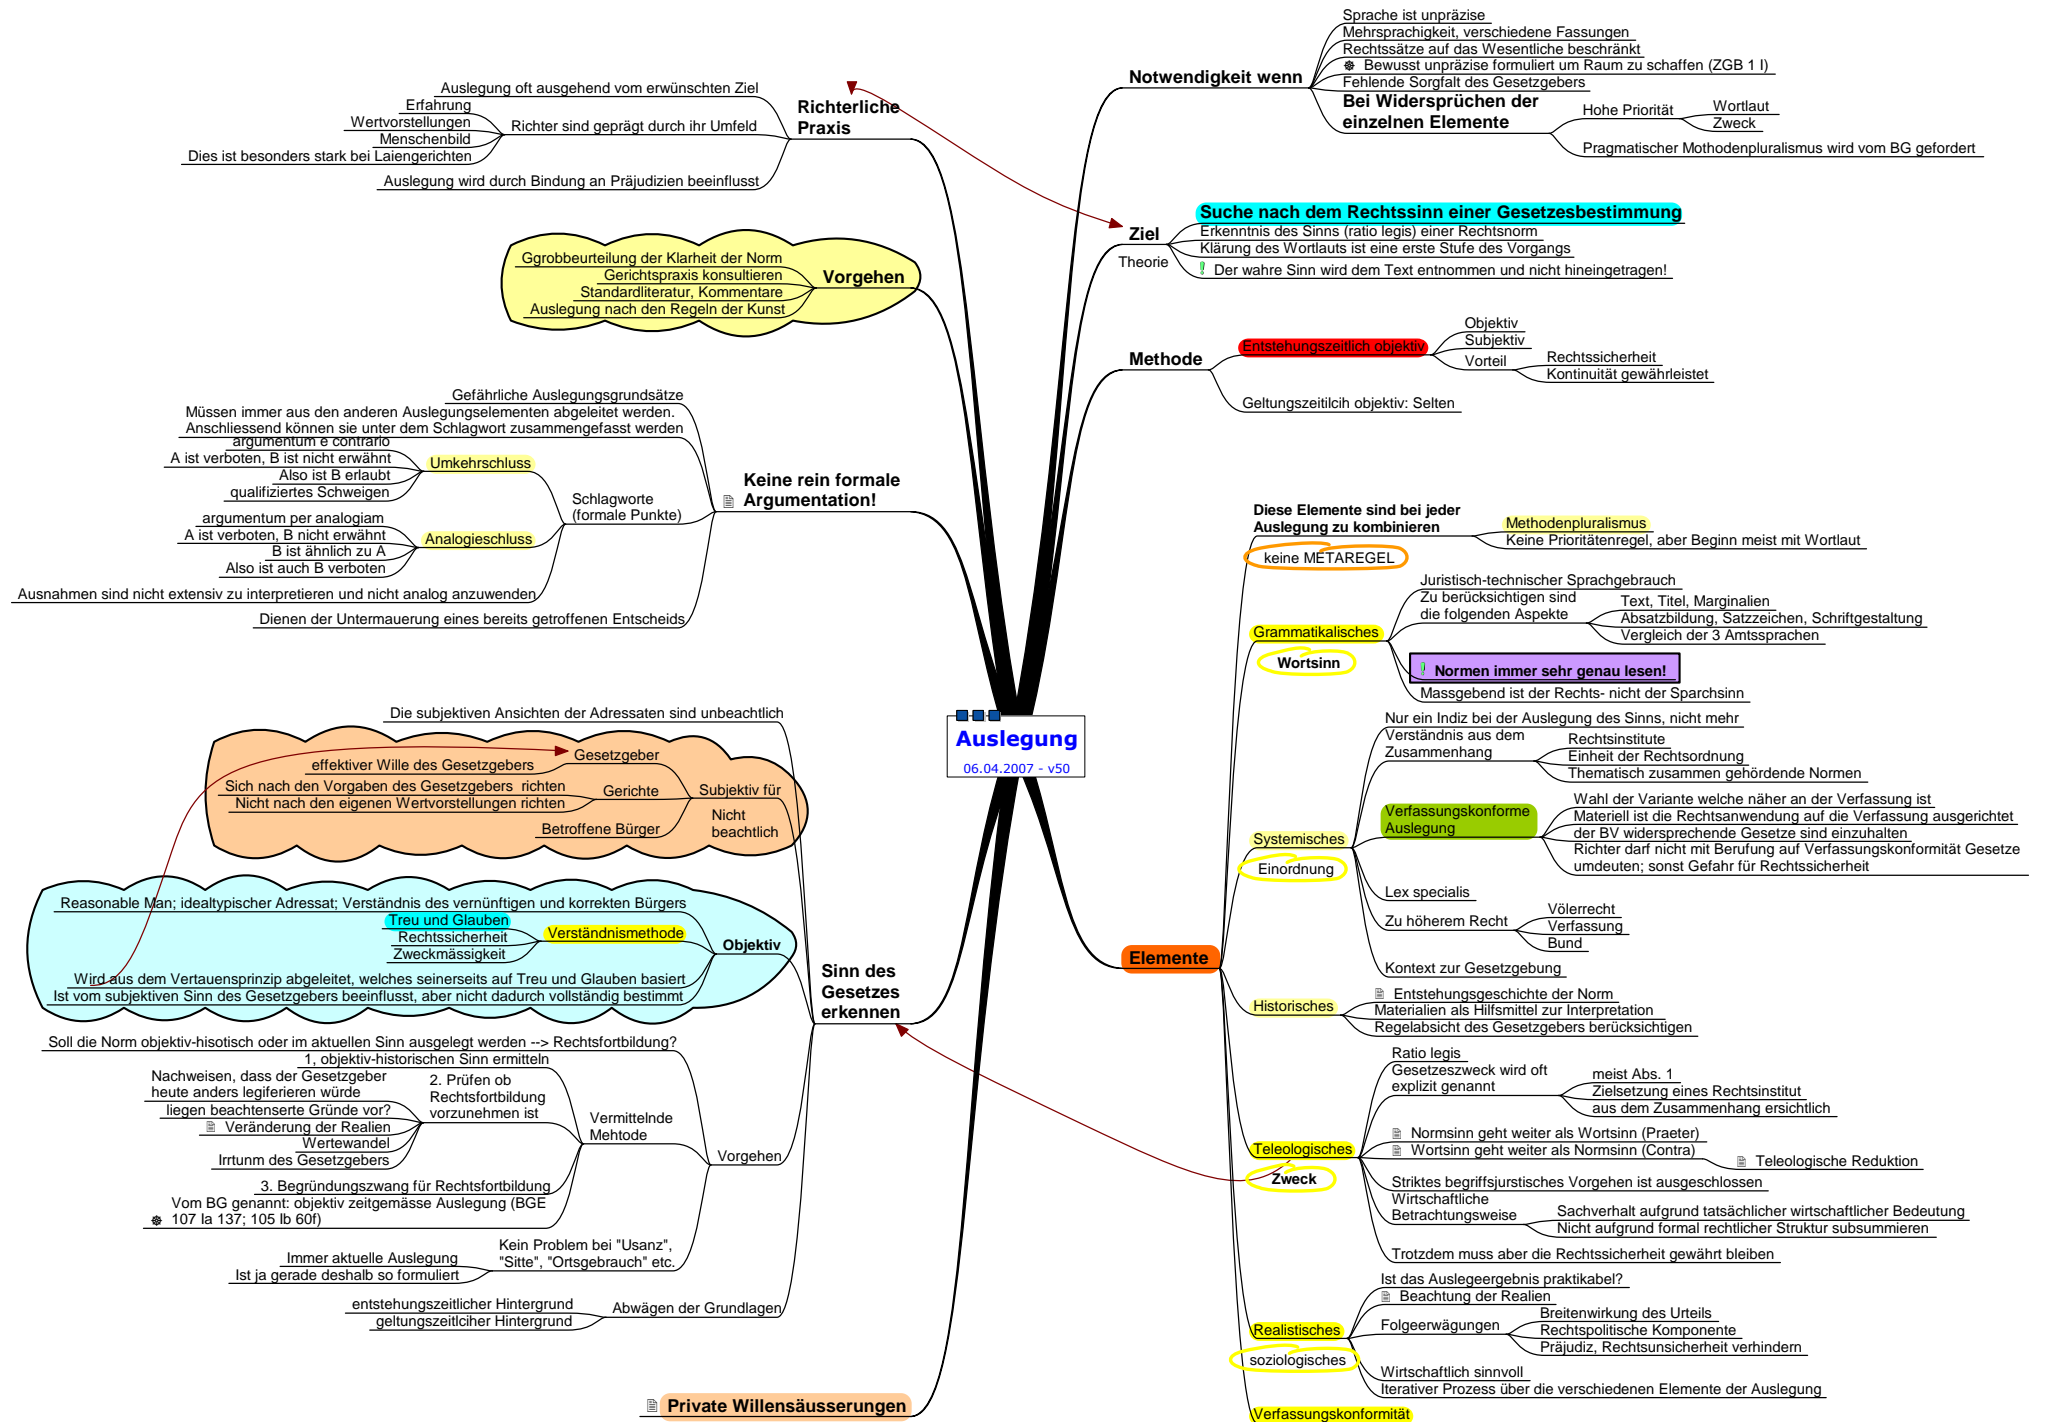 Auslegung
06.04.2007 - v50
Notwendigkeit wenn
Sprache ist unpräzise
Mehrsprachigkeit, verschiedene Fassungen
Rechtssätze auf das Wesentliche beschränkt
Bewusst unpräzise formuliert um Raum zu schaffen (ZGB 1 I)
Fehlende Sorgfalt des Gesetzgebers
Bei Widersprüchen der
einzelnen Elemente
Hohe Priorität
Wortlaut
Zweck
Pragmatischer Mothodenpluralismus wird vom BG gefordert
Ziel
Theorie
Suche nach dem Rechtssinn einer Gesetzesbestimmung
Erkenntnis des Sinns (ratio legis) einer Rechtsnorm
Klärung des Wortlauts ist eine erste Stufe des Vorgangs
Der wahre Sinn wird dem Text entnommen und nicht hineingetragen!
Methode
Entstehungszeitlich objektiv
Objektiv
Subjektiv
Vorteil
Rechtssicherheit
Kontinuität gewährleistet
Geltungszeitilcih objektiv: Selten
Elemente
Diese Elemente sind bei jeder
Auslegung zu kombinieren
keine METAREGEL
Methodenpluralismus
Keine Prioritätenregel, aber Beginn meist mit Wortlaut
Grammatikalisches
Wortsinn
Juristisch-technischer Sprachgebrauch
Zu berücksichtigen sind
die folgenden Aspekte
Text, Titel, Marginalien
Absatzbildung, Satzzeichen, Schriftgestaltung
Vergleich der 3 Amtssprachen
Normen immer sehr genau lesen!
Massgebend ist der Rechts- nicht der Sparchsinn
Systemisches
Einordnung
Nur ein Indiz bei der Auslegung des Sinns, nicht mehr
Verständnis aus dem
Zusammenhang
Rechtsinstitute
Einheit der Rechtsordnung
Thematisch zusammen gehördende Normen
Verfassungskonforme
Auslegung
Wahl der Variante welche näher an der Verfassung ist
Materiell ist die Rechtsanwendung auf die Verfassung ausgerichtet
der BV widersprechende Gesetze sind einzuhalten
Richter darf nicht mit Berufung auf Verfassungskonformität Gesetze
umdeuten; sonst Gefahr für Rechtssicherheit
Lex specialis
Zu höherem Recht
Völerrecht
Verfassung
Bund
Kontext zur Gesetzgebung
Historisches
Entstehungsgeschichte der Norm
Materialien als Hilfsmittel zur Interpretation
Regelabsicht des Gesetzgebers berücksichtigen
Teleologisches
Zweck
Ratio legis
Gesetzeszweck wird oft
explizit genannt
meist Abs. 1
Zielsetzung eines Rechtsinstitut
aus dem Zusammenhang ersichtlich
Normsinn geht weiter als Wortsinn (Praeter)
Wortsinn geht weiter als Normsinn (Contra)
Teleologische Reduktion
Striktes begriffsjurstisches Vorgehen ist ausgeschlossen
Wirtschaftliche
Betrachtungsweise
Sachverhalt aufgrund tatsächlicher wirtschaftlicher Bedeutung
Nicht aufgrund formal rechtlicher Struktur subsummieren
Trotzdem muss aber die Rechtssicherheit gewährt bleiben
Realistisches
soziologisches
Ist das Auslegeergebnis praktikabel?
Beachtung der Realien
Folgeerwägungen
Breitenwirkung des Urteils
Rechtspolitische Komponente
Präjudiz, Rechtsunsicherheit verhindern
Wirtschaftlich sinnvoll
Iterativer Prozess über die verschiedenen Elemente der Auslegung
Verfassungskonformität
Richterliche
Praxis
Auslegung oft ausgehend vom erwünschten Ziel
Richter sind geprägt durch ihr Umfeld
Erfahrung
Wertvorstellungen
Menschenbild
Dies ist besonders stark bei Laiengerichten
Auslegung wird durch Bindung an Präjudizien beeinflusst
Vorgehen
Ggrobbeurteilung der Klarheit der Norm
Gerichtspraxis konsultieren
Standardliteratur, Kommentare
Auslegung nach den Regeln der Kunst
Keine rein formale
Argumentation!
Gefährliche Auslegungsgrundsätze
Müssen immer aus den anderen Auslegungselementen abgeleitet werden.
Anschliessend können sie unter dem Schlagwort zusammengefasst werden
Schlagworte
(formale Punkte)
Umkehrschluss
argumentum e contrario
A ist verboten, B ist nicht erwähnt
Also ist B erlaubt
qualifiziertes Schweigen
Analogieschluss
argumentum per analogiam
A ist verboten, B nicht erwähnt
B ist ähnlich zu A
Also ist auch B verboten
Ausnahmen sind nicht extensiv zu interpretieren und nicht analog anzuwenden
Dienen der Untermauerung eines bereits getroffenen Entscheids
Sinn des
Gesetzes
erkennen
Die subjektiven Ansichten der Adressaten sind unbeachtlich
Subjektiv für
Nicht
beachtlich
Gesetzgeber
effektiver Wille des Gesetzgebers
Gerichte
Sich nach den Vorgaben des Gesetzgebers richten
Nicht nach den eigenen Wertvorstellungen richten
Betroffene Bürger
Objektiv
Reasonable Man; idealtypischer Adressat; Verständnis des vernünftigen und korrekten Bürgers
Verständnismethode
Treu und Glauben
Rechtssicherheit
Zweckmässigkeit
Wird aus dem Vertauensprinzip abgeleitet, welches seinerseits auf Treu und Glauben basiert
Ist vom subjektiven Sinn des Gesetzgebers beeinflusst, aber nicht dadurch vollständig bestimmt
Vorgehen
Soll die Norm objektiv-hisotisch oder im aktuellen Sinn ausgelegt werden --> Rechtsfortbildung?
Vermittelnde
Mehtode
1, objektiv-historischen Sinn ermitteln
2. Prüfen ob
Rechtsfortbildung
vorzunehmen ist
Nachweisen, dass der Gesetzgeber
heute anders legiferieren würde
liegen beachtenserte Gründe vor?
Veränderung der Realien
Wertewandel
Irrtunm des Gesetzgebers
3. Begründungszwang für Rechtsfortbildung
Vom BG genannt: objektiv zeitgemässe Auslegung (BGE
107 Ia 137; 105 Ib 60f)
Kein Problem bei "Usanz",
"Sitte", "Ortsgebrauch" etc.
Immer aktuelle Auslegung
Ist ja gerade deshalb so formuliert
Abwägen der Grundlagen
entstehungszeitlicher Hintergrund
geltungszeitlciher Hintergrund
Private Willensäusserungen